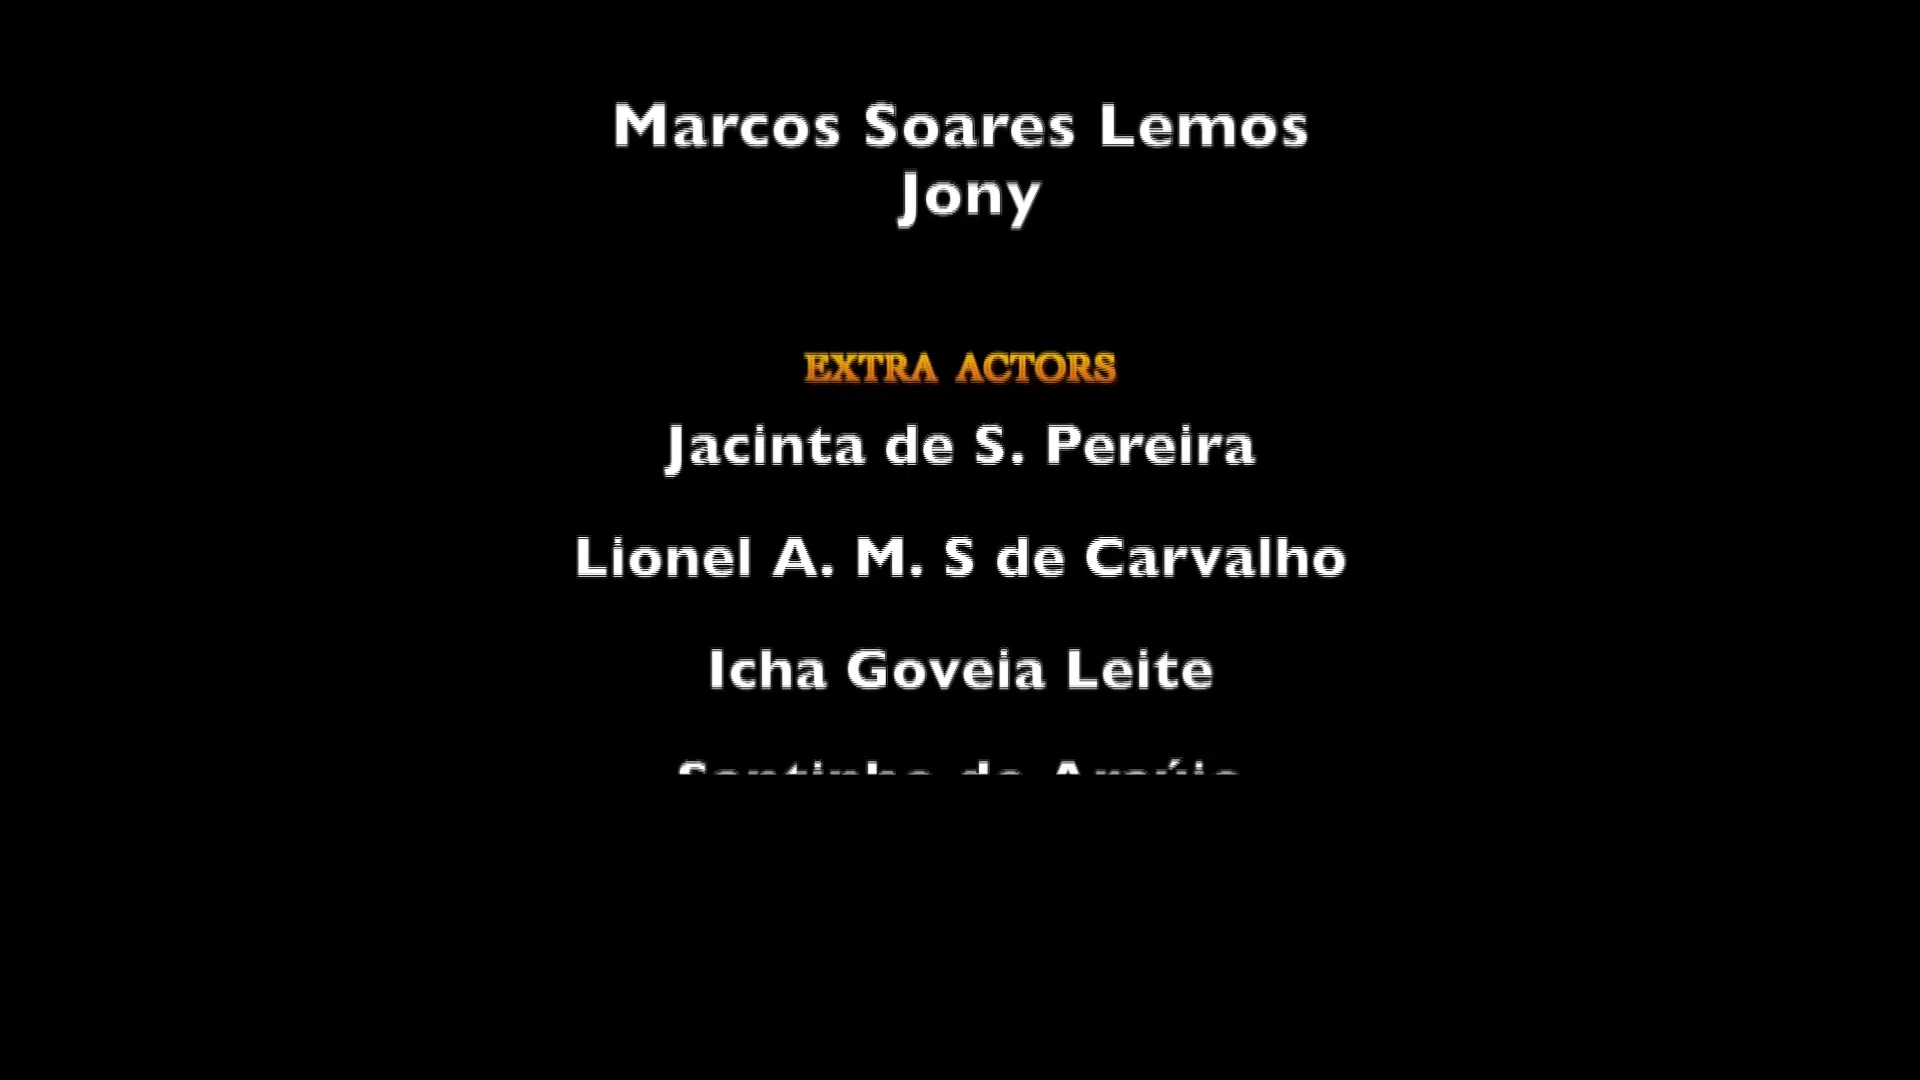 Marcos Soares Lemos
Jony
EXTRA ACTORS
Jacinta de S. Pereira
Lionel A. M. S de Carvalho
Icha Goveia Leite